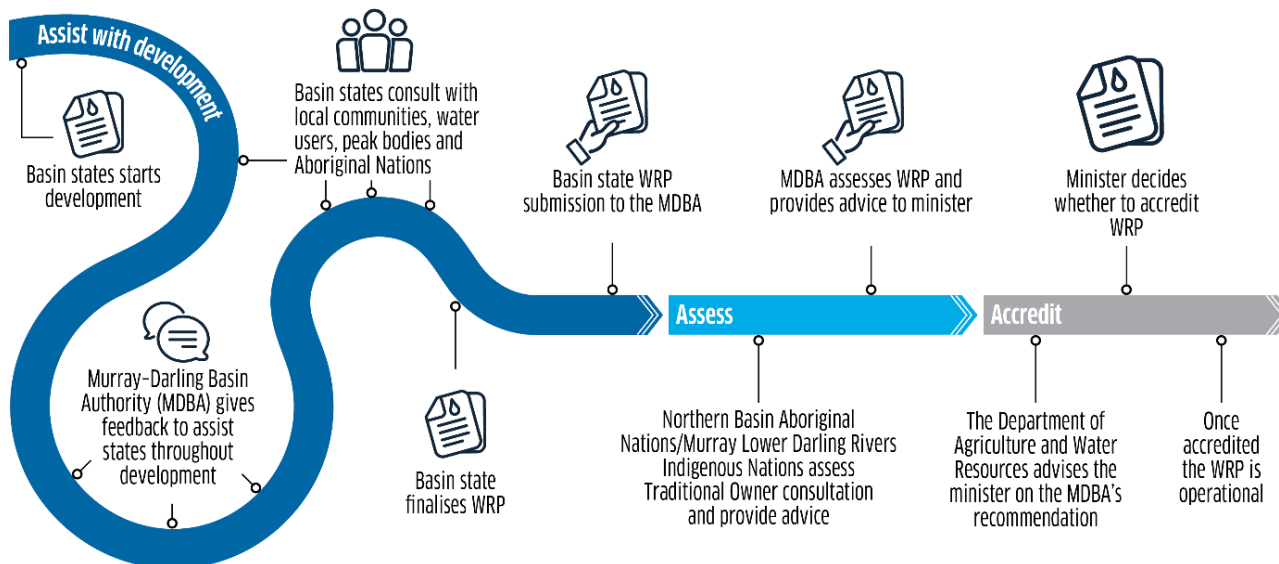 Assist with development
Basin states starts
development
Basin states consult with
local communities, water
users, peak bodies and
Aboriginal Nations
Murray–Darling Basin
Authority (MDBA) gives
feedback to assist
states throughout
development
Basin state
finalises WRP
Basin state WRP
submission to the MDBA
Assess
MDBA assesses WRP and
provides advice to minister
Northern Basin Aboriginal
Nations/Murray Lower Darling Rivers
Indigenous Nations assess
Traditional Owner consultation
and provide advice
Accredit
Minister decides
whether to accredit
WRP
The Department of
Agriculture and Water
Resources advises the
minister on the MDBA's
recommendation
Once
accredited
the WRP is
operational